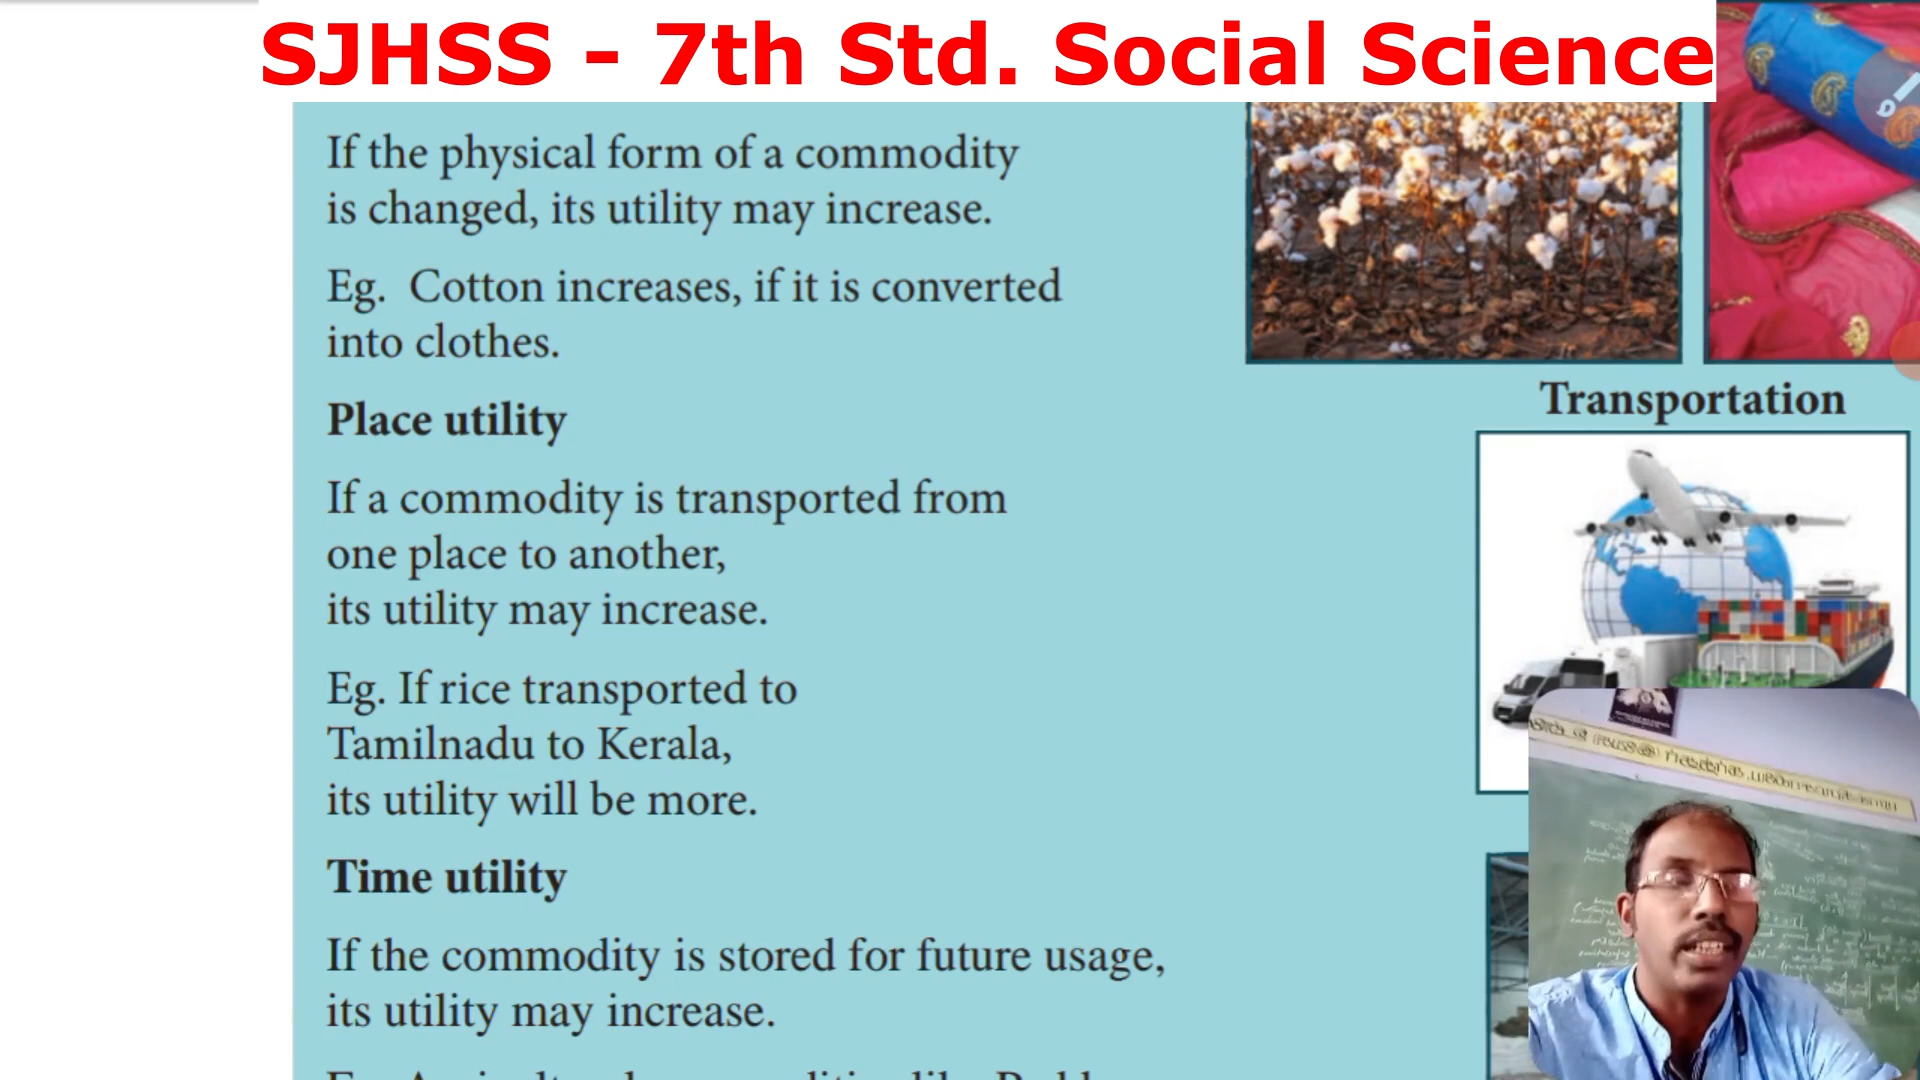 SJHSS - 7th Std. Social Science
If the physical form of a commodity
is changed, its utility may increase.
Eg. Cotton increases, if it is converted
into clothes.
Place utility
If a commodity is transported from
one place to another,
its utility may increase.
Eg. If rice transported to
Tamilnadu to Kerala,
its utility will be more.
Time utility
If the commodity is stored for future usage,
its utility may increase.
Transportation